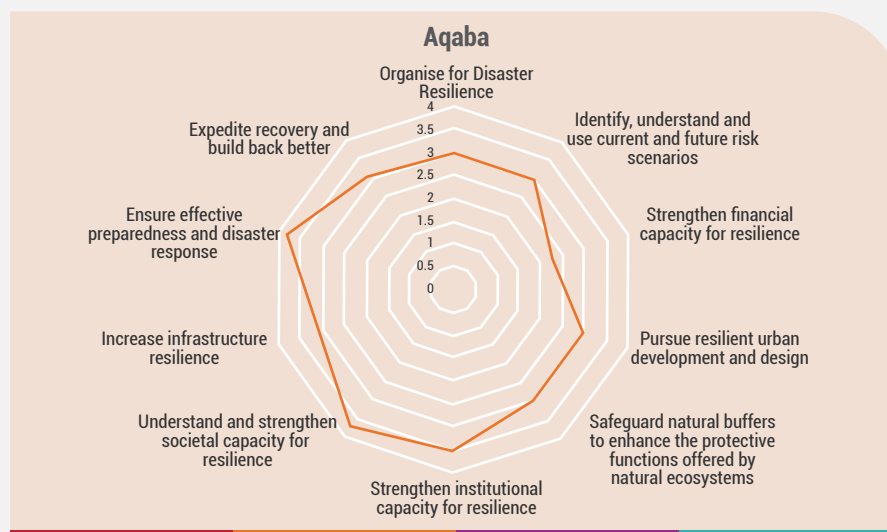 Aqaba
Organise for Disaster
Resilience
4
3.5
3
2.5
2
1.5
1
0.5
0
Identify, understand and
use current and future risk
scenarios
Strengthen financial
capacity for resilience
Pursue resilient urban
development and design
Safeguard natural buffers
to enhance the protective
functions offered by
natural ecosystems
Strengthen institutional
capacity for resilience
Understand and strengthen
societal capacity for
resilience
Increase infrastructure
resilience
Ensure effective
preparedness and disaster
response
Expedite recovery and
build back better